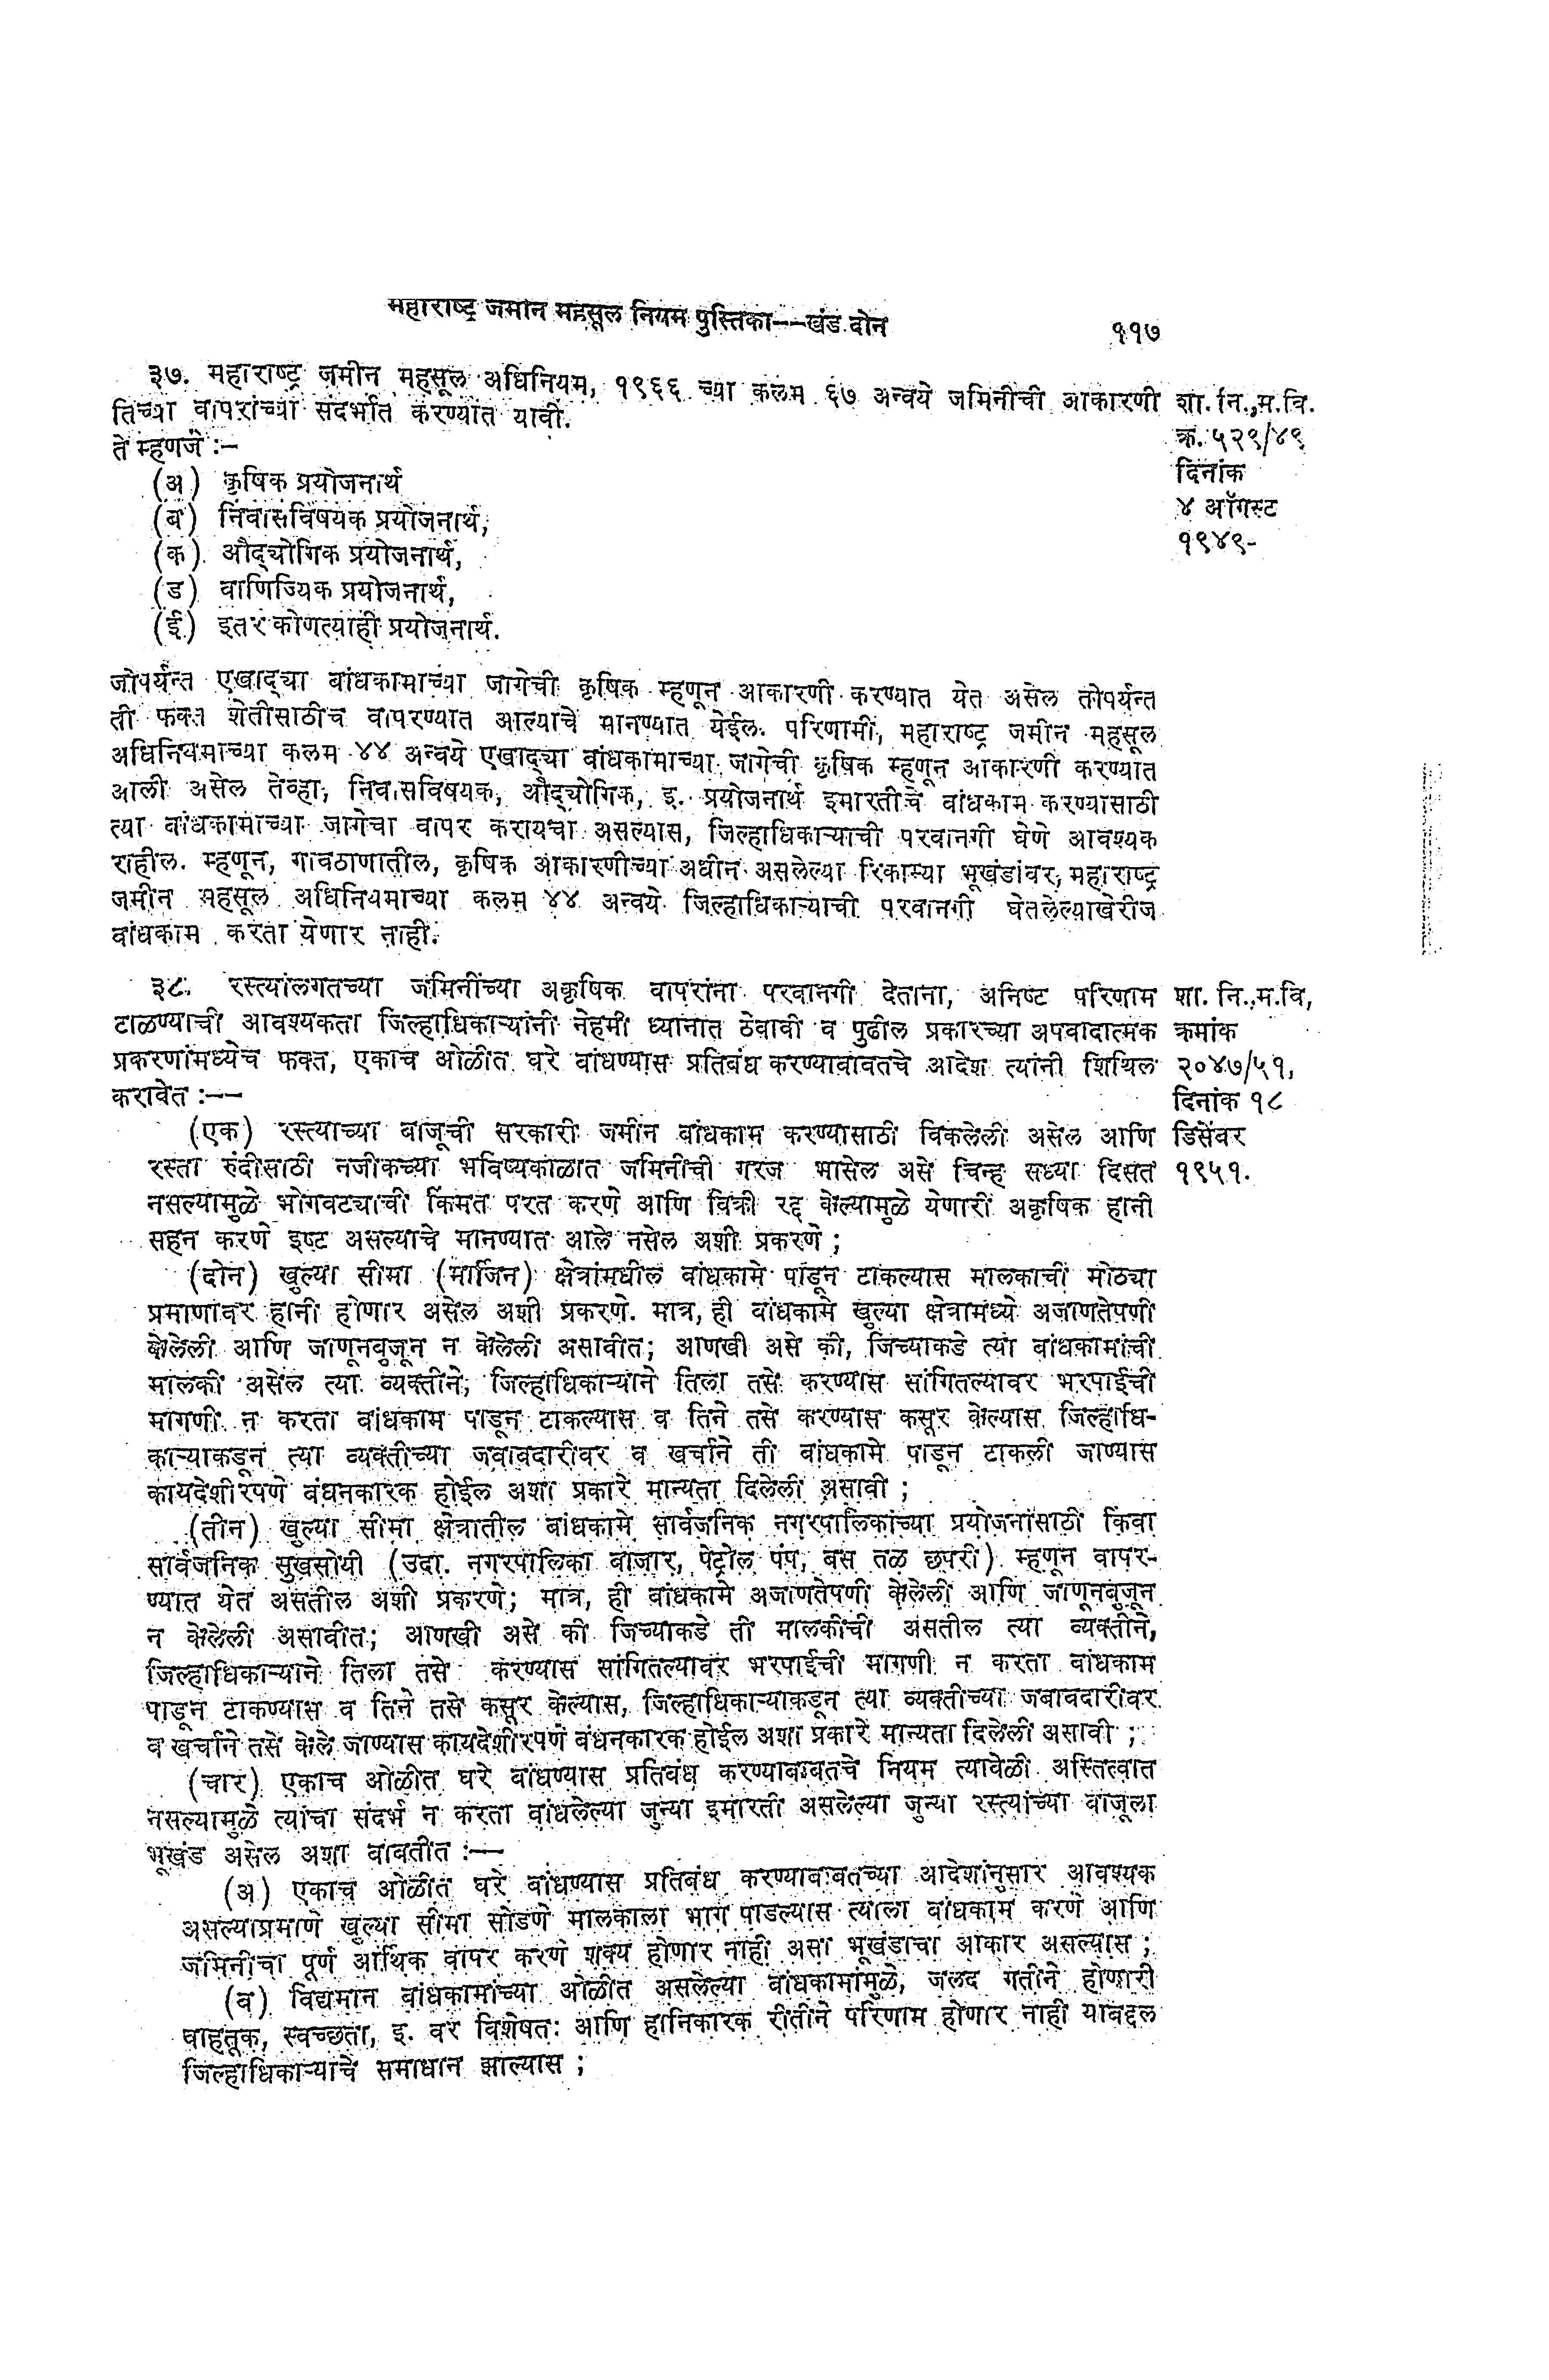 महाराष्ट्र जमीन महसूल नियम पुस्तिका--खंड दोन ११७
३७. महाराष्ट्र जमीन महसूल अधिनियम, १९६६ च्या कलम ६७ अन्वये जमिनीची आकारणी शा. नि., म. वि.
तिच्या वापरांच्या संदर्भात करण्यांत यावी.
ते म्हणजे :- क्र. ५२९/४९
दिनांक
(अ) कृषिक प्रयोजनार्थ
(ब) निवासविषयक प्रयोजनार्थ, ४ ऑगस्ट
(क) औद्योगिक प्रयोजनार्थ, १९४९-
(ड) वाणिज्यिक प्रयोजनार्थ,
(ई) इतर कोणत्याही प्रयोजनार्थ.
जोपर्यन्त एखाद्या बांधकामाच्या जागेची कृषिक म्हणून आकारणी करण्यात येत असेल तोपर्यन्त
ती फक्त शेतीसाठीच वापरण्यात आल्याचे मानण्यात येईल. परिणामी, महाराष्ट्र जमीन महसूल
अधिनियमाच्या कलम ४४ अन्वये एखाद्या बांधकामाच्या जागेची कृषिक म्हणून आकारणी करण्यात
आली असेल तेव्हा, निवासविषयक, औद्योगिक, इ. प्रयोजनार्थ इमारतीचे बांधकाम करण्यासाठी
त्या बांधकामाच्या जागेचा वापर करायचा असल्यास, जिल्हाधिकाऱ्याची परवानगी घेणे आवश्यक
राहील. म्हणून, गावठाणातील, कृषिक आकारणीच्या अधीन असलेल्या रिकाम्या भूखंडांवर, महाराष्ट्र
जमीन महसूल अधिनियमाच्या कलम ४४ अन्वये जिल्हाधिकाऱ्याची परवानगी घेतलेल्याखेरीज
बांधकाम करता येणार नाही.
३८. रस्त्यांलगतच्या जमिनींच्या अकृषिक वापरांना परवानगी देताना, अनिष्ट परिणाम शा. नि., म. वि,
टाळण्याची आवश्यकता जिल्हाधिकाऱ्यांनी नेहमी ध्यानात ठेवावी व पुढील प्रकारच्या अपवादात्मक क्रमांक
प्रकरणांमध्येच फक्त, एकाच ओळीत घरे बांधण्यास प्रतिबंध करण्याबाबतचे आदेश त्यांनी शिथिल २०४७/५१,
करावेत :-- दिनांक १८
(एक) रस्त्याच्या बाजूची सरकारी जमीन बांधकाम करण्यासाठी विकलेली असेल आणि डिसेंबर
रस्ता रुंदीसाठी नजीकच्या भविष्यकाळात जमिनीची गरज भासेल असे चिन्ह सध्या दिसत १९५१.
नसल्यामुळे भोगवट्याची किंमत परत करणे आणि विक्री रद्द केल्यामुळे येणारी अकृषिक हानी
सहन करणे इष्ट असल्याचे मानण्यात आले नसेल अशी प्रकरणे ;
(दोन) खुल्या सीमा (मार्जिन) क्षेत्रांमधील बांधकामे पाडून टाकल्यास मालकाची मोठ्या
प्रमाणावर हानी होणार असेल अशी प्रकरणे. मात्र, ही बांधकामे खुल्या क्षेत्रामध्ये अजाणतेपणी
केलेली आणि जाणूनबुजून न केलेली असावीत; आणखी असे की, जिच्याकडे त्या बांधकामांची
मालकी असेल त्या व्यक्तीने, जिल्हाधिकाऱ्याने तिला तसे करण्यास सांगितल्यावर भरपाईची
मागणी न करता बांधकाम पाडून टाकल्यास व तिने तसे करण्यास कसूर केल्यास जिल्हाधि-
काऱ्याकडून त्या व्यक्तीच्या जबाबदारीवर व खर्चाने ती बांधकामे पाडून टाकली जाण्यास
कायदेशीरपणे बंधनकारक होईल अशा प्रकारे मान्यता दिलेली असावी ;
(तीन) खुल्या सीमा क्षेत्रातील बांधकामे सार्वजनिक नगरपालिकांच्या प्रयोजनांसाठी किंवा
सार्वजनिक सुखसोयी (उदा. नगरपालिका बाजार, पेट्रोल पंप, बस तळ छपरी) म्हणून वापर-
ण्यात येत असतील अशी प्रकरणे; मात्र, ही बांधकामे अजाणतेपणी केलेली आणि जाणूनबुजून
न केलेली असावीत; आणखी असे की जिच्याकडे ती मालकीची असतील त्या व्यक्तीने,
जिल्हाधिकाऱ्याने तिला तसे करण्यास सांगितल्यावर भरपाईची मागणी न करता बांधकाम
पाडून टाकण्यास व तिने तसे कसूर केल्यास, जिल्हाधिकाऱ्याकडून त्या व्यक्तीच्या जबाबदारीवर
व खर्चाने तसे केले जाण्यास कायदेशीरपणे बंधनकारक होईल अशा प्रकारे मान्यता दिलेली असावी ;
(चार) एकाच ओळीत घरे बांधण्यास प्रतिबंध करण्याबाबतचे नियम त्यावेळी अस्तित्वात
नसल्यामुळे त्यांचा संदर्भ न करता बांधलेल्या जुन्या इमारती असलेल्या जुन्या रस्त्यांच्या बाजूला
भूखंड असेल अशा बाबतीत :--
(अ) एकाच ओळीत घरे बांधण्यास प्रतिबंध करण्याबाबतच्या आदेशांनुसार आवश्यक
असल्याप्रमाणे खुल्या सीमा सोडणे मालकाला भाग पाडल्यास त्याला बांधकाम करणे आणि
जमिनीचा पूर्ण आर्थिक वापर करणे शक्य होणार नाही असा भूखंडाचा आकार असल्यास ;
(ब) विद्यमान बांधकामांच्या ओळीत असलेल्या बांधकामांमुळे, जलद गतीने होणारी
वाहतूक, स्वच्छता, इ. वर विशेषतः आणि हानिकारक रीतीने परिणाम होणार नाही याबद्दल
जिल्हाधिकाऱ्याचे समाधान झाल्यास ;